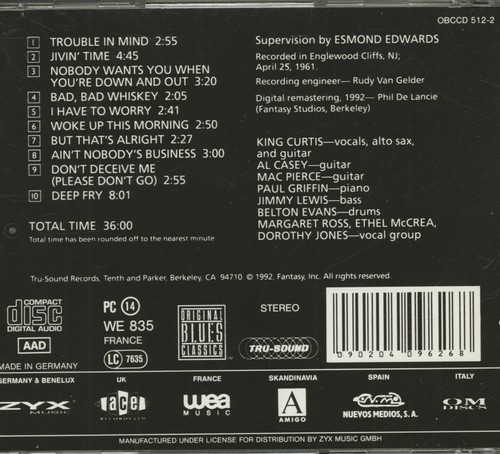 OBCCD 512-2
1 TROUBLE IN MIND 2:55
2 JIVIN' TIME 4:45
3 NOBODY WANTS YOU WHEN
YOU'RE DOWN AND OUT 3:20
4 BAD, BAD WHISKEY 2:05
5 I HAVE TO WORRY 2:41
6 WOKE UP THIS MORNING 2:50
7 BUT THAT'S ALRIGHT 2:27
8 AIN'T NOBODY'S BUSINESS 3:00
9 DON'T DECEIVE ME
(PLEASE DON'T GO) 2:55
10 DEEP FRY 8:01
TOTAL TIME 36:00
Total time has been rounded off to the nearest minute
Supervision by ESMOND EDWARDS
Recorded in Englewood Cliffs, NJ;
April 25, 1961.
Recording engineer— Rudy Van Gelder
Digital remastering, 1992— Phil De Lancie
(Fantasy Studios, Berkeley)
KING CURTIS—vocals, alto sax,
and guitar
AL CASEY—guitar
MAC PIERCE—guitar
PAUL GRIFFIN—piano
JIMMY LEWIS—bass
BELTON EVANS—drums
MARGARET ROSS, ETHEL McCREA,
DOROTHY JONES—vocal group
Tru-Sound Records, Tenth and Parker, Berkeley, CA 94710 © 1992, Fantasy, Inc. All rights reserved.
COMPACT
disc
DIGITAL AUDIO
AAD
MADE IN GERMANY
PC 14
WE 835
FRANCE
LC 7635
ORIGINAL
BLUES
CLASSICS
STEREO
TRU-SOUND
0 90204 09626 8
GERMANY & BENELUX
ZYX
MUSIC
UK
ace
RECORDS LTD
FRANCE
wea
MUSIC
SKANDINAVIA
A
AMIGO
SPAIN
NUEVOS MEDIOS, S.A.
ITALY
OM
DISCS
MANUFACTURED UNDER LICENSE FOR DISTRIBUTION BY ZYX MUSIC GMBH